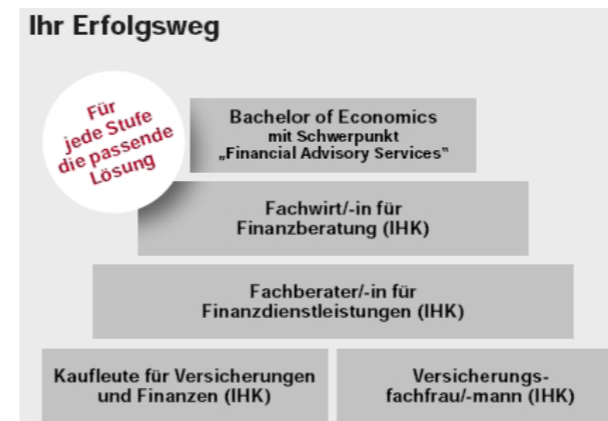 Ihr Erfolgsweg
Für
jede Stufe
die passende
Lösung
Bachelor of Economics
mit Schwerpunkt
„Financial Advisory Services"
Fachwirt/-in für
Finanzberatung (IHK)
Fachberater/-in für
Finanzdienstleistungen (IHK)
Kaufleute für Versicherungen
und Finanzen (IHK)
Versicherungs-
fachfrau/-mann (IHK)